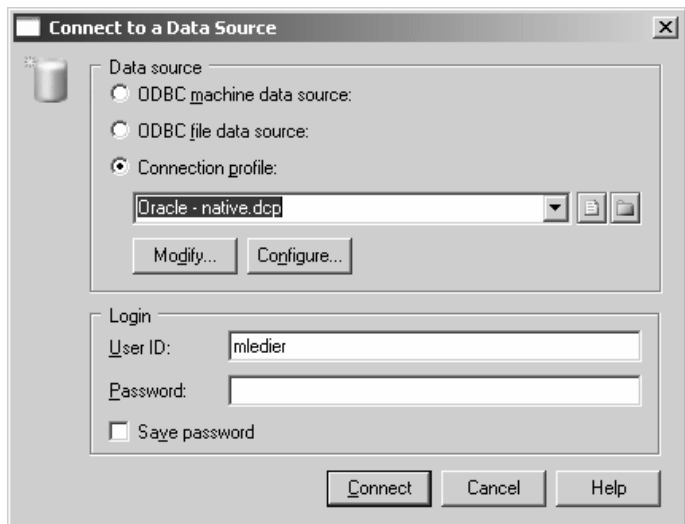 Connect to a Data Source
Data source
ODBC machine data source:
ODBC file data source:
Connection profile:
Oracle - native.dcp
Modify... Configure...
Login
User ID: mledier
Password:
Save password
Connect Cancel Help